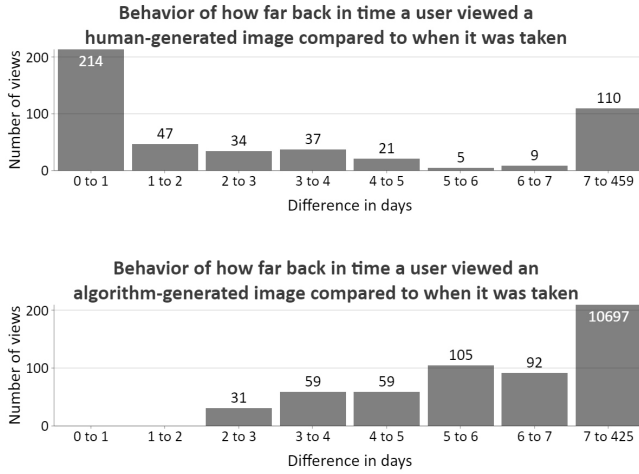 Behavior of how far back in time a user viewed a
human-generated image compared to when it was taken
Number of views
200
100
0
214
47
34
37
21
5
9
110
0 to 1
1 to 2
2 to 3
3 to 4
4 to 5
5 to 6
6 to 7
7 to 459
Difference in days
Behavior of how far back in time a user viewed an
algorithm-generated image compared to when it was taken
Number of views
200
100
0
31
59
59
105
92
10697
0 to 1
1 to 2
2 to 3
3 to 4
4 to 5
5 to 6
6 to 7
7 to 425
Difference in days